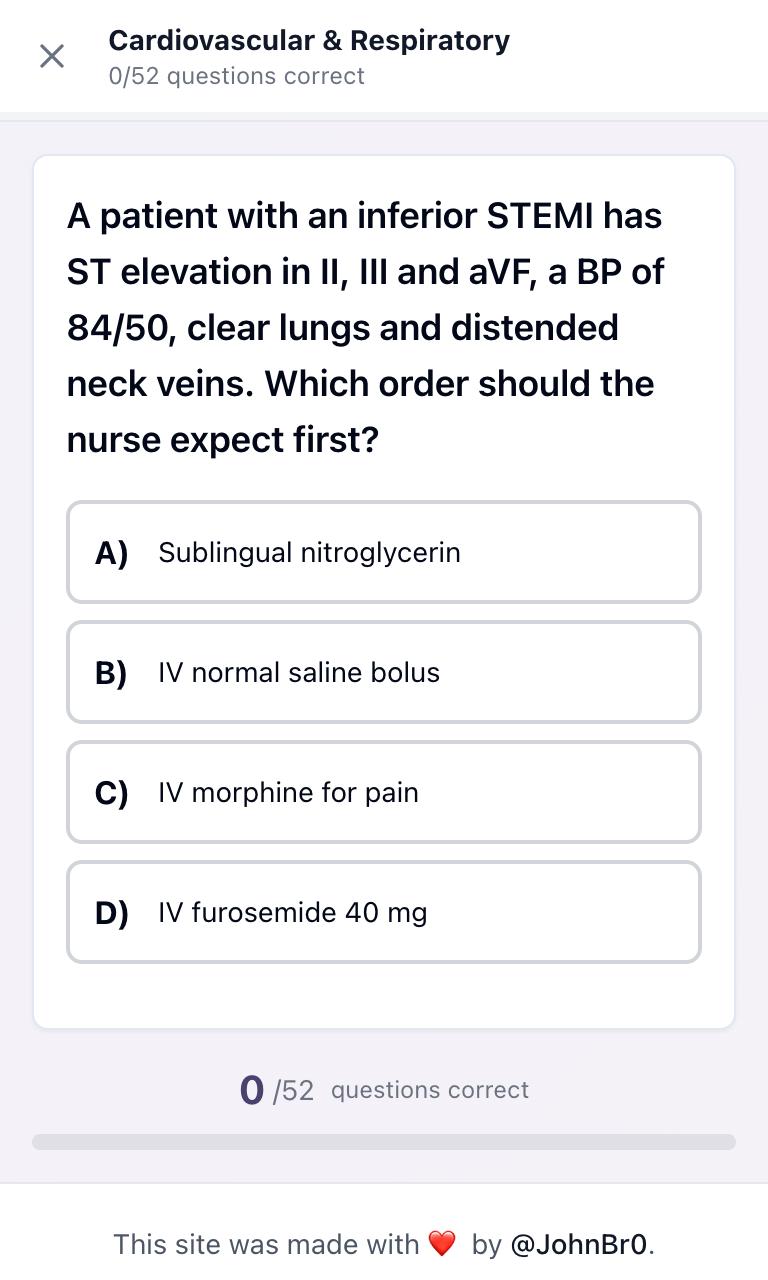 Cardiovascular & Respiratory
0/52 questions correct
A patient with an inferior STEMI has
ST elevation in II, III and aVF, a BP of
84/50, clear lungs and distended
neck veins. Which order should the
nurse expect first?
A) Sublingual nitroglycerin
B) IV normal saline bolus
C) IV morphine for pain
D) IV furosemide 40 mg
0 /52 questions correct
This site was made with ❤️ by @JohnBr0.